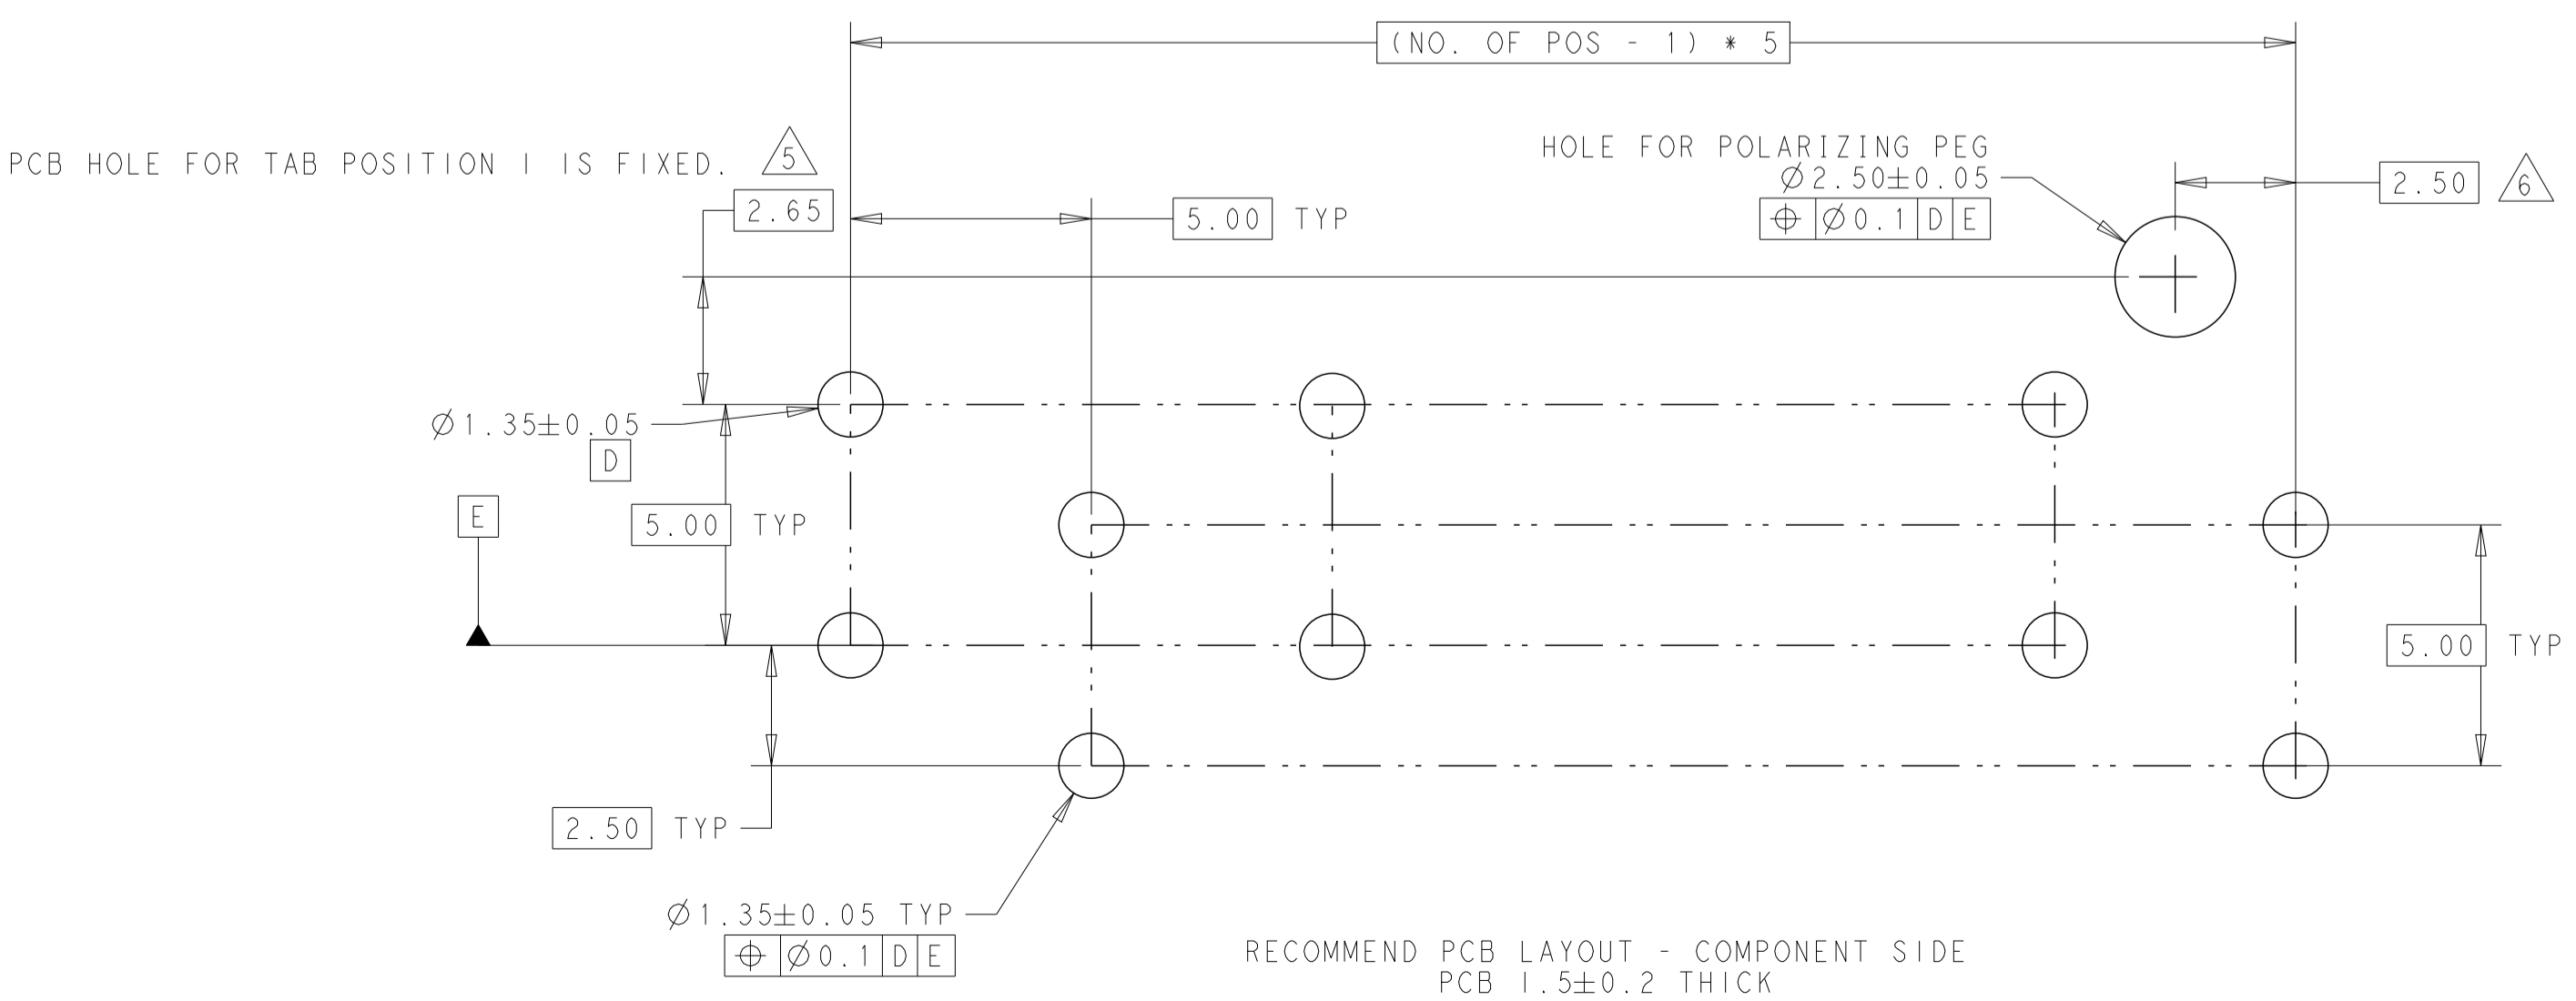 (NO. OF POS - 1) * 5
PCB HOLE FOR TAB POSITION 1 IS FIXED. 5
HOLE FOR POLARIZING PEG
Ø2.50±0.05
⌖ Ø0.1 D E
2.50 6
2.65
5.00 TYP
Ø1.35±0.05
D
E
5.00 TYP
5.00 TYP
2.50 TYP
Ø1.35±0.05 TYP
⌖ Ø0.1 D E
RECOMMEND PCB LAYOUT - COMPONENT SIDE
PCB 1.5±0.2 THICK